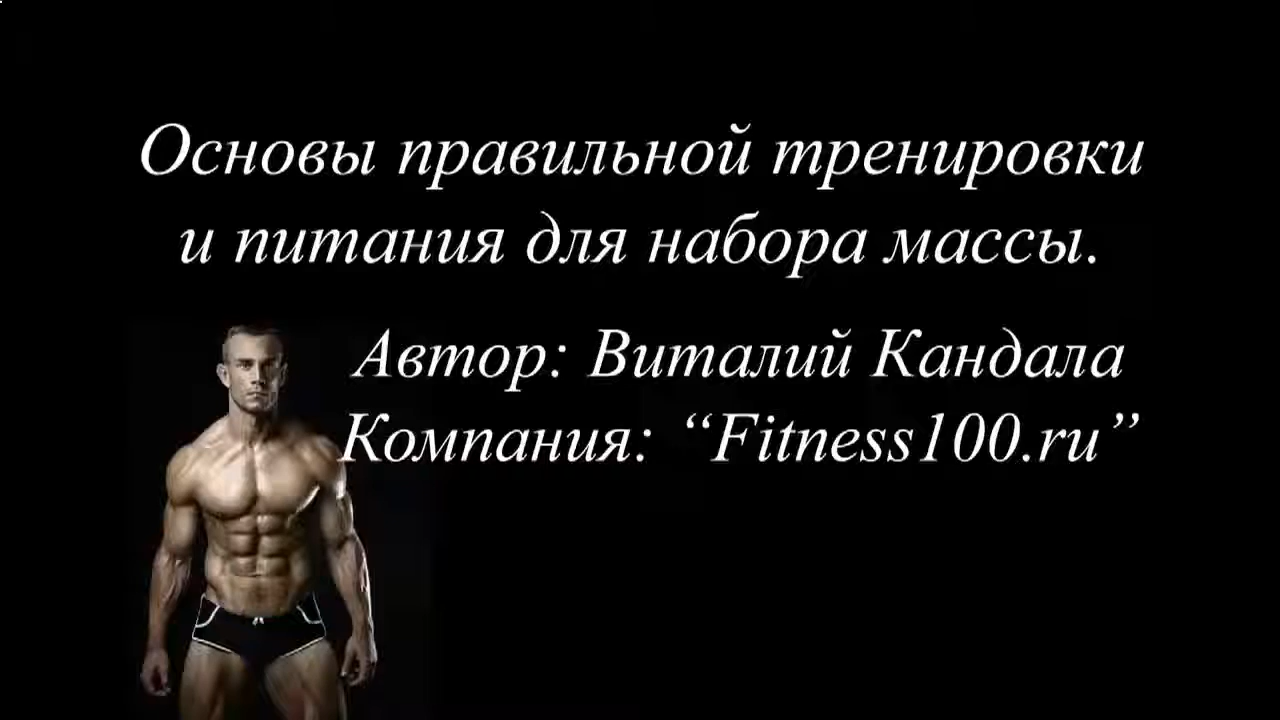 Основы правильной тренировки
и питания для набора массы.
Автор: Виталий Кандала
Компания: “Fitness100.ru”